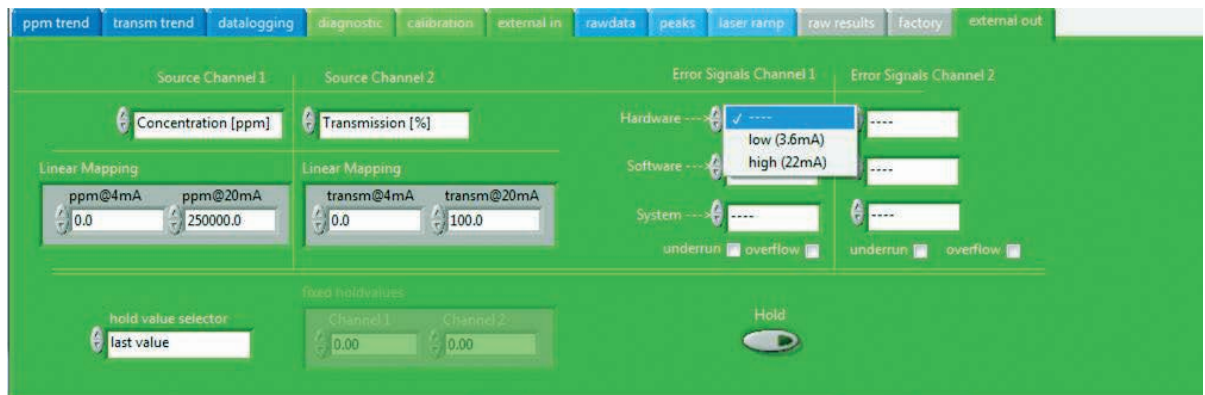 ppm trend transm trend datalogging diagnostic calibration external in rawdata peaks laser ramp raw results factory external out
Source Channel 1 Source Channel 2 Error Signals Channel 1 Error Signals Channel 2
Concentration [ppm] Transmission [%] Hardware ---> ✓ ---- ----
low (3.6mA)
high (22mA)
Linear Mapping Linear Mapping Software ---> ----
ppm@4mA ppm@20mA transm@4mA transm@20mA
0.0 250000.0 0.0 100.0 System ---> ---- ----
underrun overflow underrun overflow
fixed holdvalues
hold value selector Channel 1 Channel 2 Hold
last value 0.00 0.00